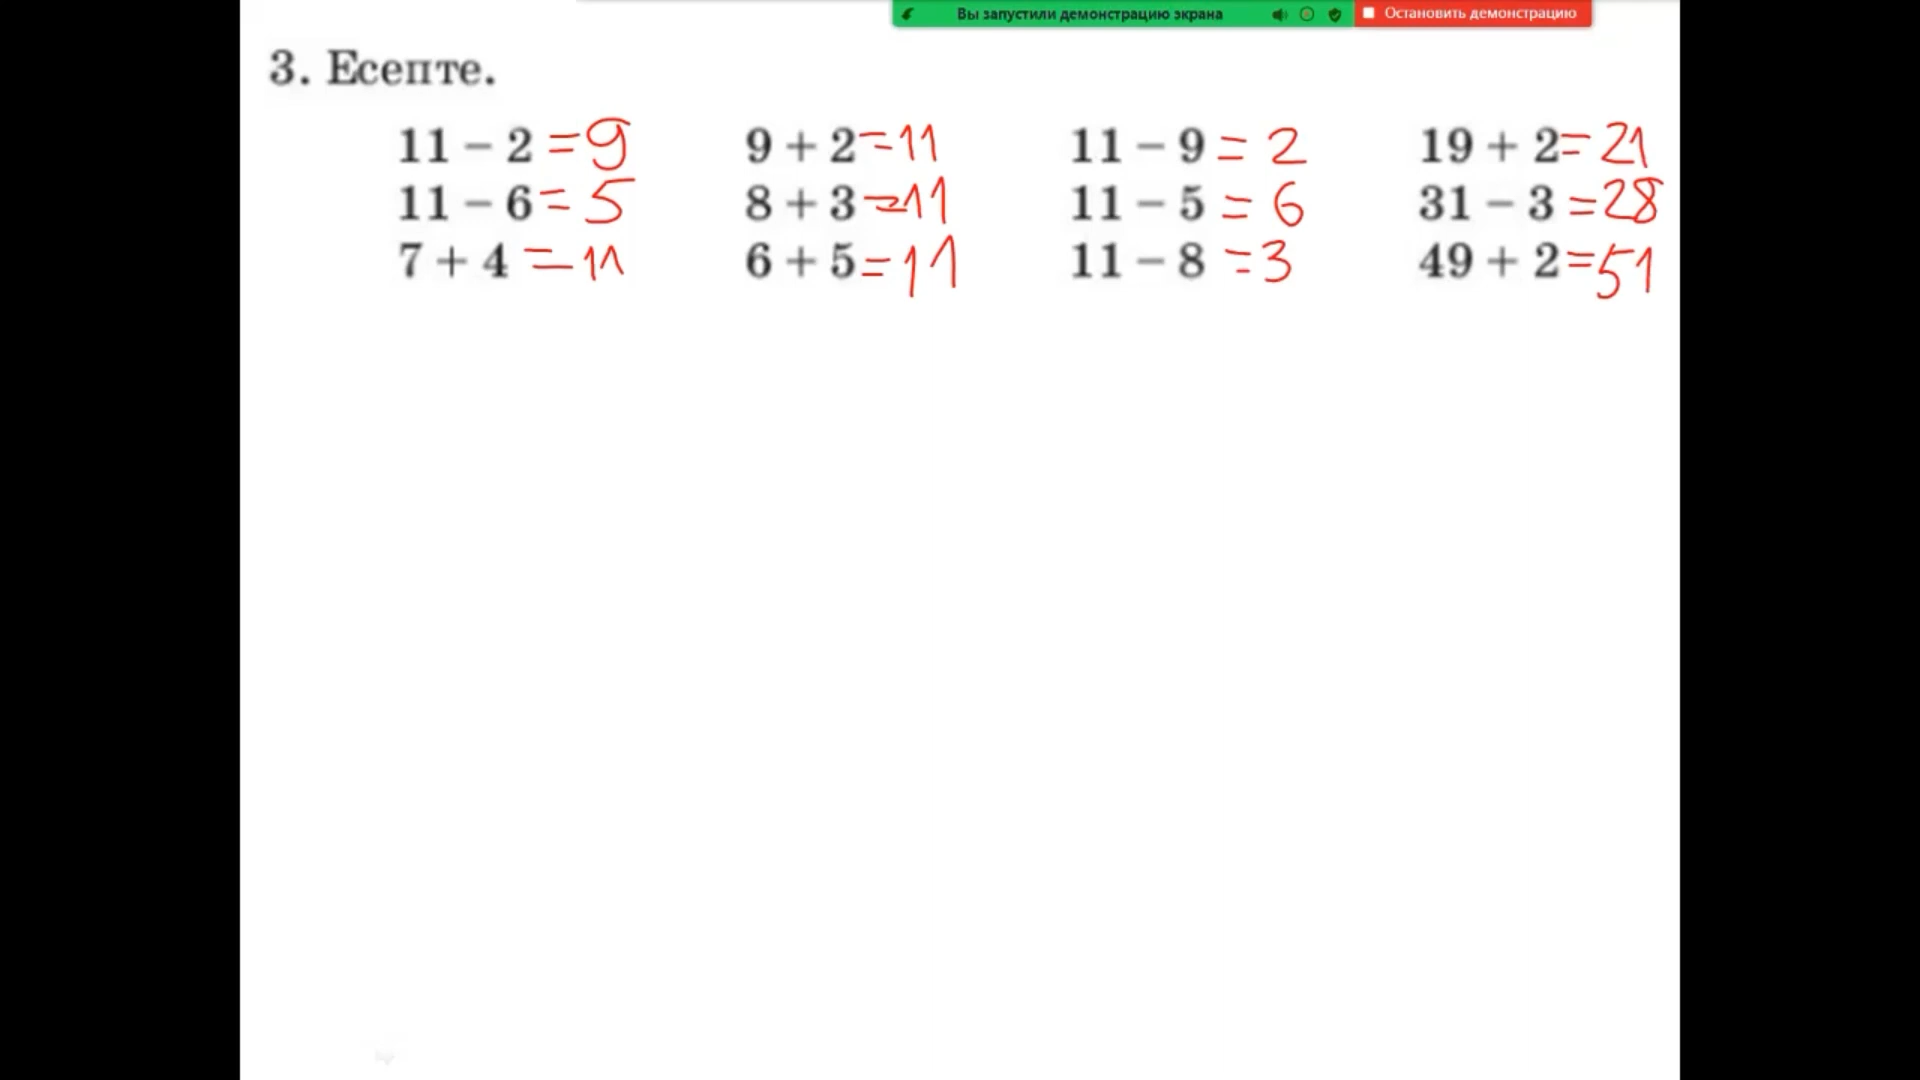 Вы запустили демонстрацию экрана Остановить демонстрацию
3. Есепте.
11 − 2 = 9 9 + 2 = 11 11 − 9 = 2 19 + 2 = 21
11 − 6 = 5 8 + 3 = 11 11 − 5 = 6 31 − 3 = 28
7 + 4 = 11 6 + 5 = 11 11 − 8 = 3 49 + 2 = 51